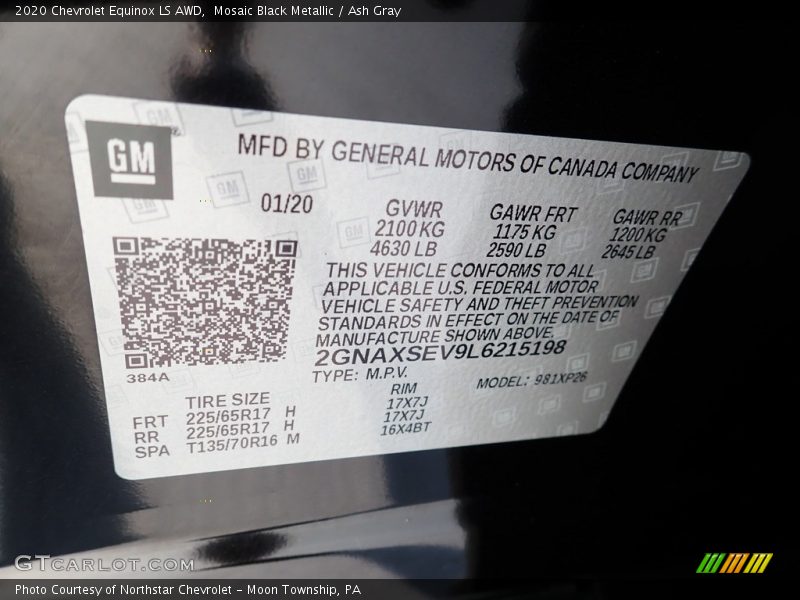 2020 Chevrolet Equinox LS AWD, Mosaic Black Metallic / Ash Gray
GM
MFD BY GENERAL MOTORS OF CANADA COMPANY
01/20
GVWR GAWR FRT GAWR RR
2100 KG 1175 KG 1200 KG
4630 LB 2590 LB 2645 LB
THIS VEHICLE CONFORMS TO ALL
APPLICABLE U.S. FEDERAL MOTOR
VEHICLE SAFETY AND THEFT PREVENTION
STANDARDS IN EFFECT ON THE DATE OF
MANUFACTURE SHOWN ABOVE.
2GNAXSEV9L6215198
384A
TYPE: M.P.V. MODEL: 981XP26
TIRE SIZE RIM
FRT 225/65R17 H 17X7J
RR 225/65R17 H 17X7J
SPA T135/70R16 M 16X4BT
GTCARLOT.COM
Photo Courtesy of Northstar Chevrolet - Moon Township, PA